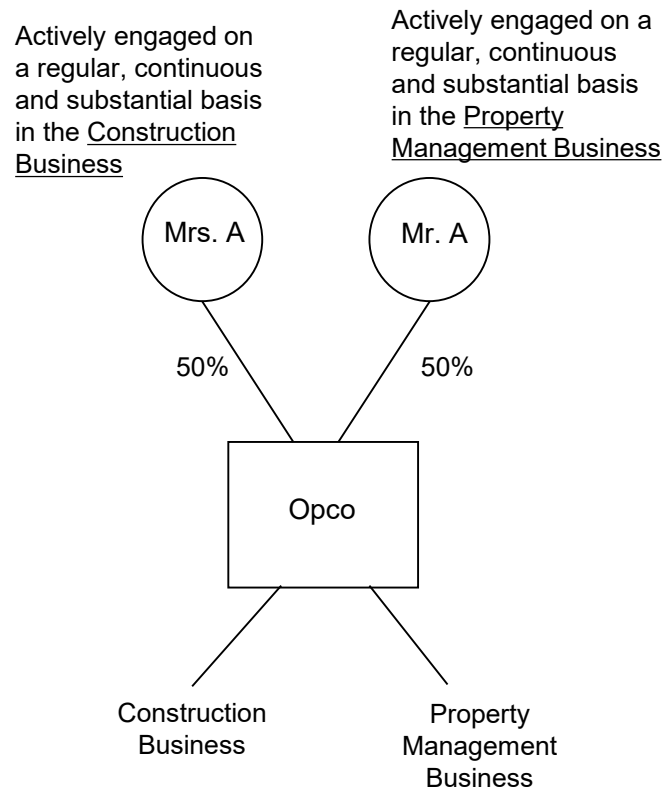 Actively engaged on
a regular, continuous
and substantial basis
in the Construction
Business
Actively engaged on a
regular, continuous
and substantial basis
in the Property
Management Business
Mrs. A
Mr. A
50%
50%
Opco
Construction
Business
Property
Management
Business